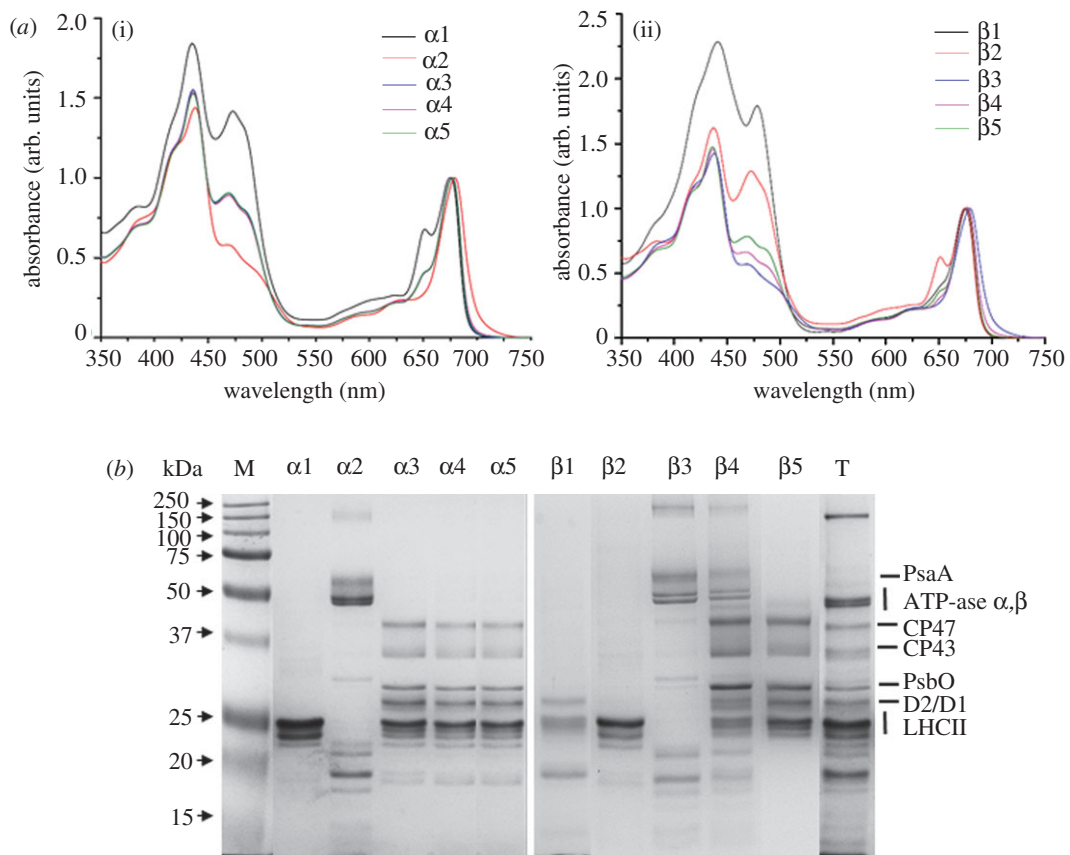 (a)
(i)
absorbance (arb. units)
2.0
1.5
1.0
0.5
0
350 400 450 500 550 600 650 700 750
wavelength (nm)
α1
α2
α3
α4
α5
(ii)
absorbance (arb. units)
2.5
2.0
1.5
1.0
0.5
0
350 400 450 500 550 600 650 700 750
wavelength (nm)
β1
β2
β3
β4
β5
(b) kDa M α1 α2 α3 α4 α5 β1 β2 β3 β4 β5 T
250
150
100
75
50
37
25
20
15
PsaA
ATP-ase α,β
CP47
CP43
PsbO
D2/D1
LHCII